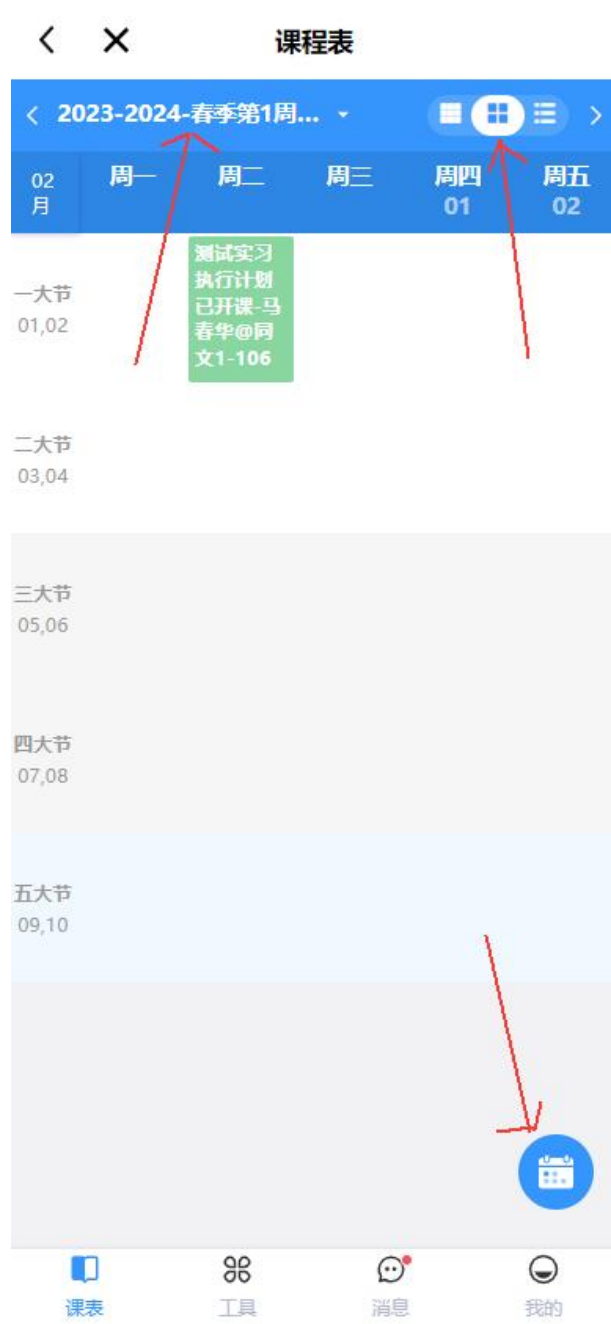 课程表
2023-2024-春季第1周...
02
月
周一
周二
周三
周四
01
周五
02
测试实习
执行计划
已开课-马
春华@同
文1-106
一大节
01,02
二大节
03,04
三大节
05,06
四大节
07,08
五大节
09,10
课表
工具
消息
我的